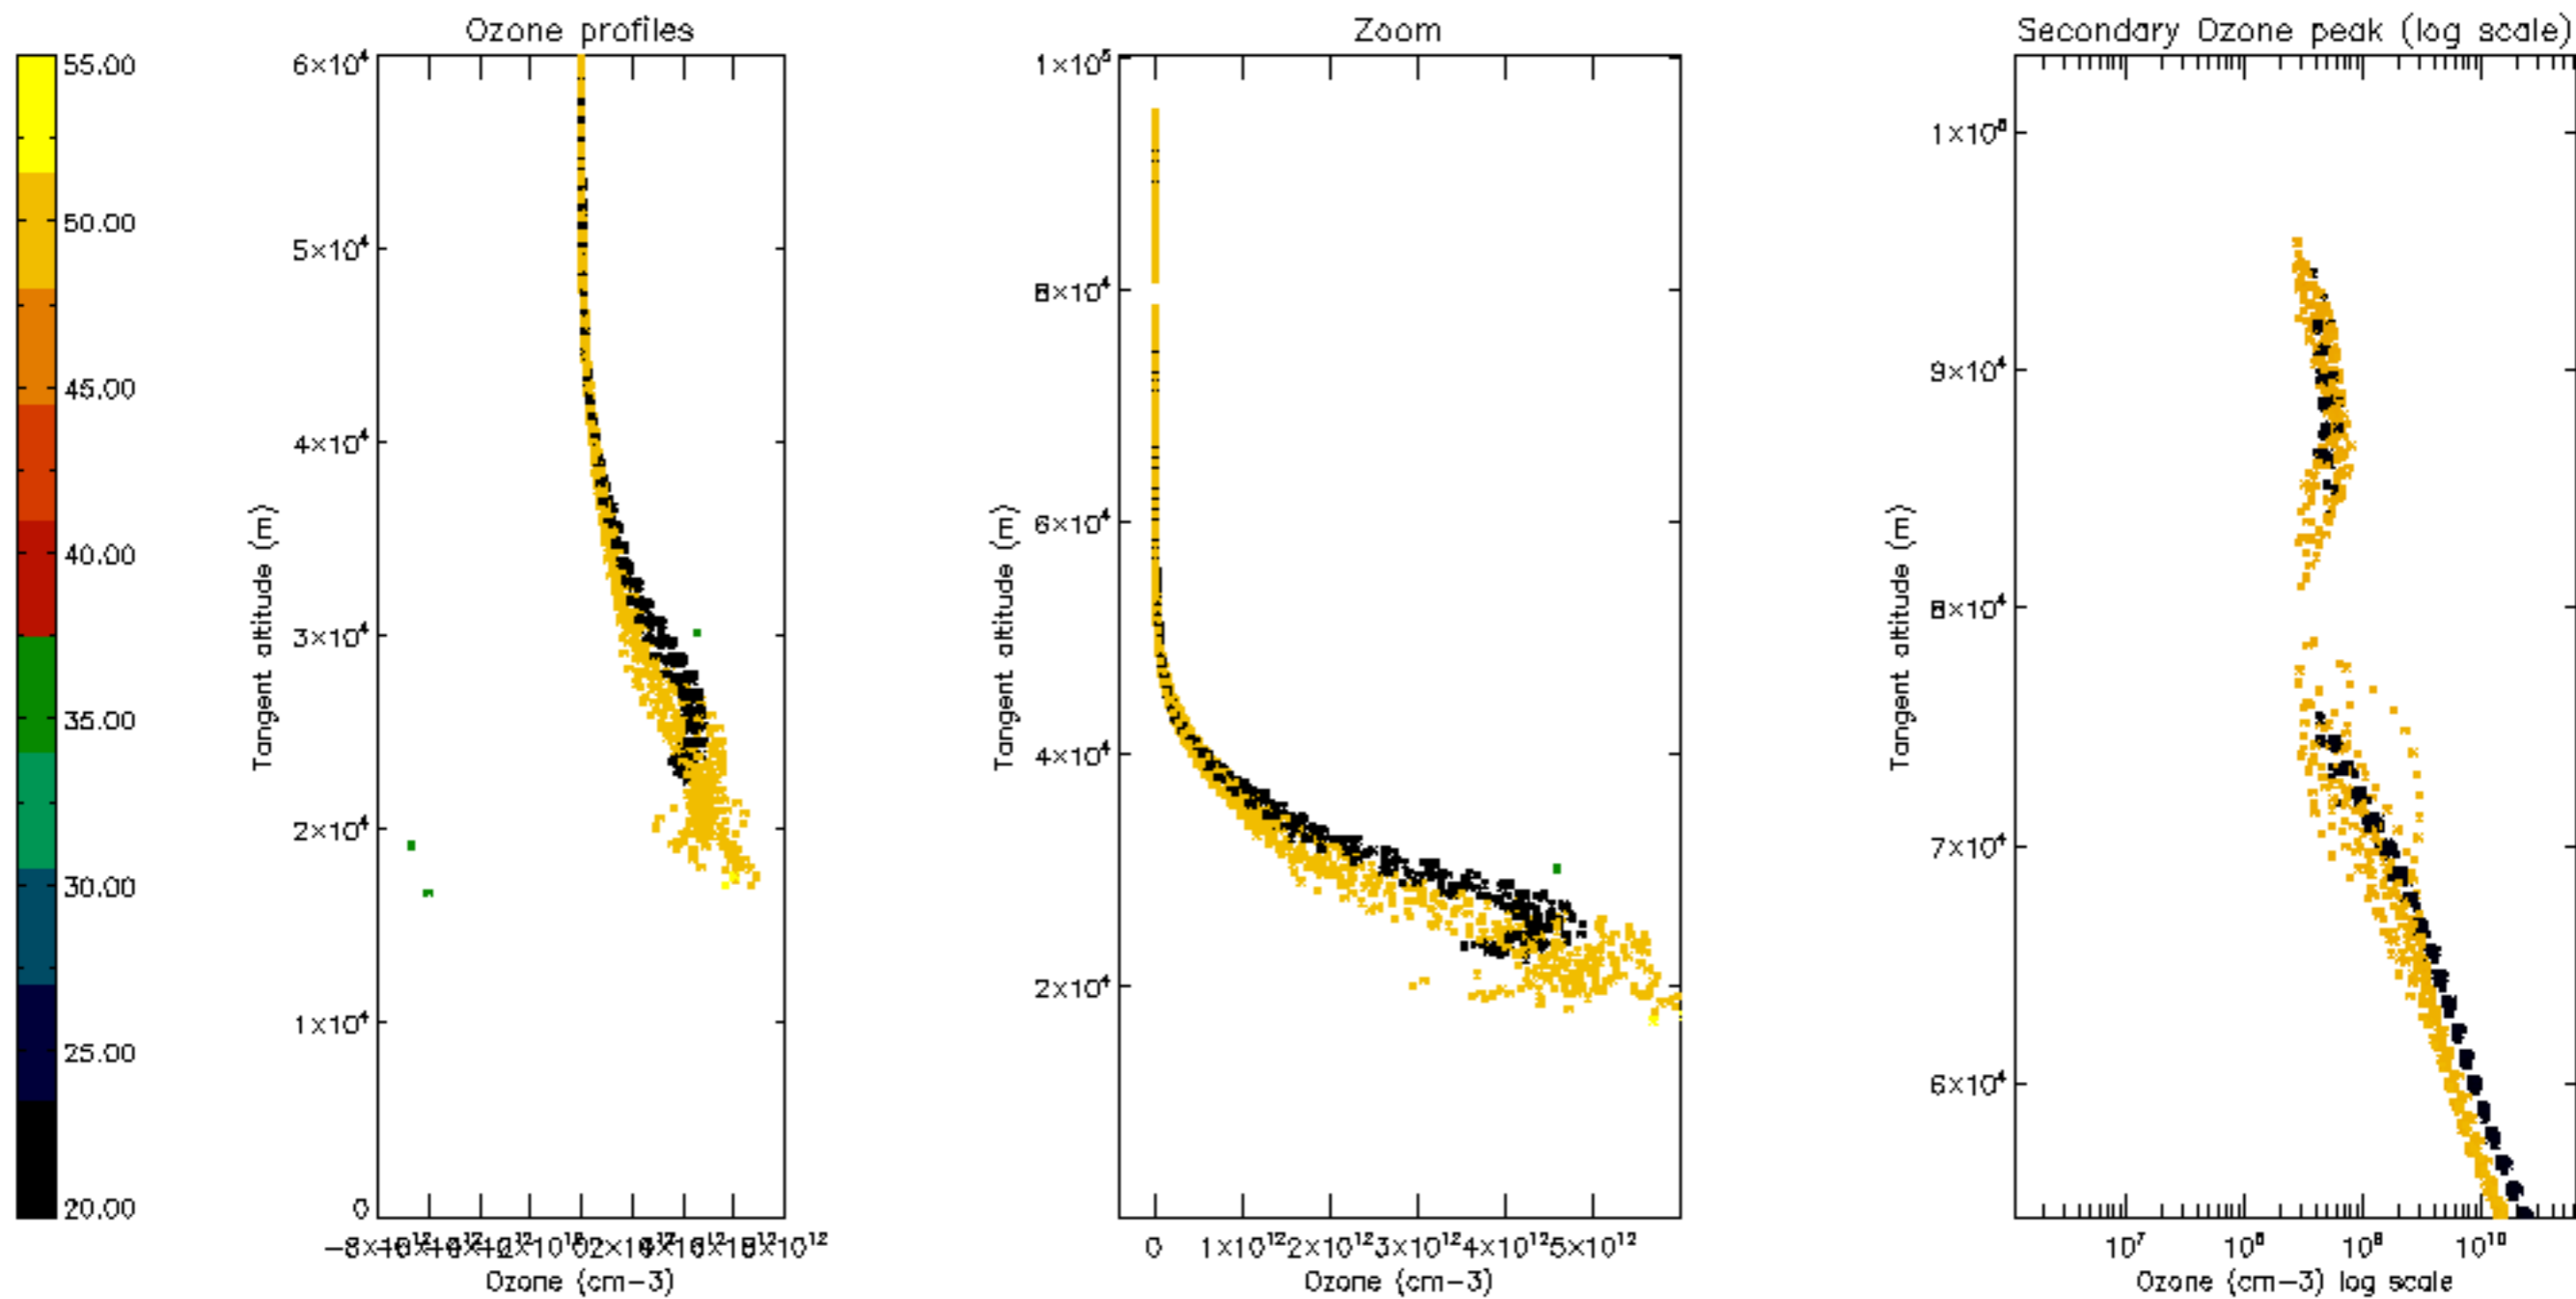 Ozone profiles
Zoom
Secondary Ozone peak (log scale)
55.00
50.00
45.00
40.00
35.00
30.00
25.00
20.00
6×10⁴
5×10⁴
4×10⁴
3×10⁴
2×10⁴
1×10⁴
0
Tangent altitude (m)
Ozone (cm-3)
1×10⁵
8×10⁴
6×10⁴
4×10⁴
2×10⁴
Tangent altitude (m)
0 1×10¹² 2×10¹² 3×10¹² 4×10¹² 5×10¹²
Ozone (cm-3)
9×10⁴
8×10⁴
7×10⁴
6×10⁴
Tangent altitude (m)
10⁷ 10⁸ 10⁹ 10¹⁰
Ozone (cm-3) log scale